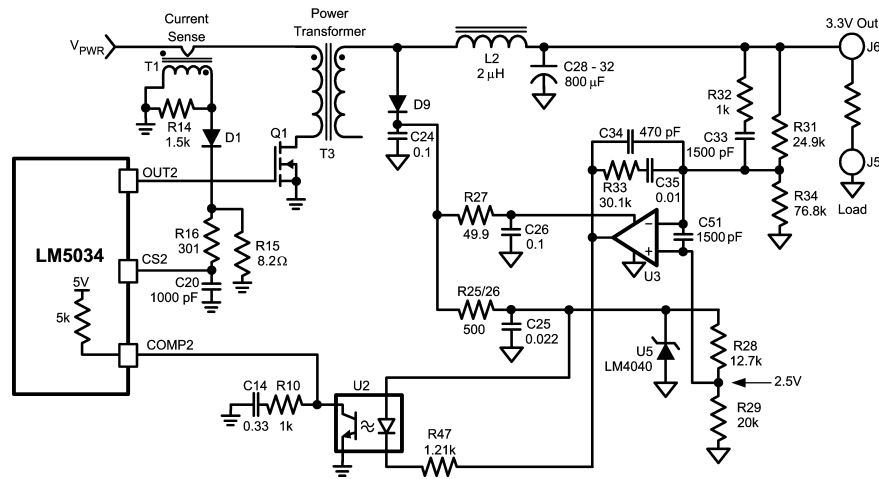 Current
Sense
Power
Transformer
3.3V Out
VPWR
T1
J6
L2
2 μH
C28 - 32
800 μF
R14
1.5k
D1
Q1
T3
D9
C24
0.1
R32
1k
C33
1500 pF
R31
24.9k
C34
470 pF
R33
30.1k
C35
0.01
J5
OUT2
R34
76.8k
Load
R27
49.9
C26
0.1
C51
1500 pF
−
+
U3
LM5034
R16
301
R15
8.2Ω
CS2
C20
1000 pF
5V
5k
R25/26
500
C25
0.022
U5
LM4040
R28
12.7k
COMP2
2.5V
R29
20k
U2
C14
0.33
R10
1k
R47
1.21k